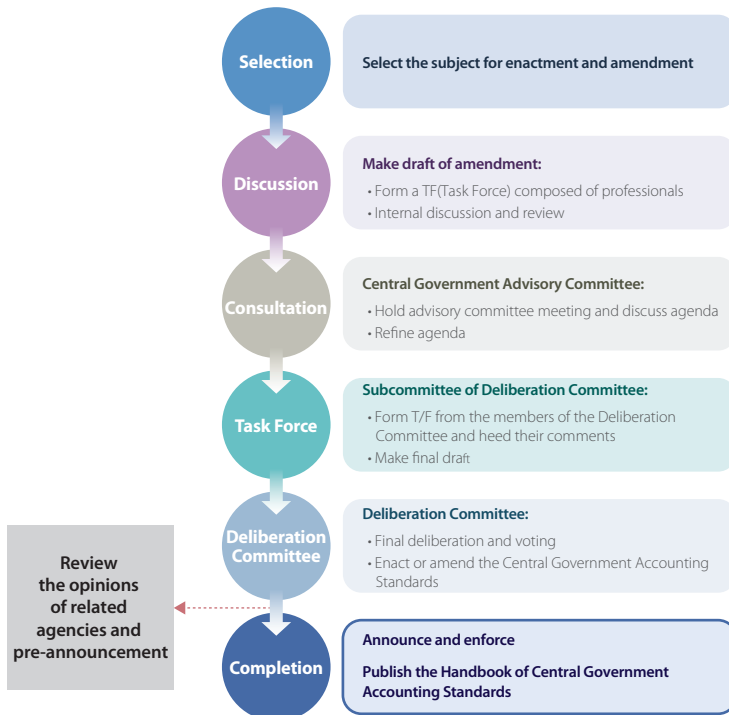 Selection
Select the subject for enactment and amendment
Discussion
Make draft of amendment:
• Form a TF(Task Force) composed of professionals
• Internal discussion and review
Consultation
Central Government Advisory Committee:
• Hold advisory committee meeting and discuss agenda
• Refine agenda
Task Force
Subcommittee of Deliberation Committee:
• Form T/F from the members of the Deliberation
Committee and heed their comments
• Make final draft
Deliberation
Committee
Deliberation Committee:
• Final deliberation and voting
• Enact or amend the Central Government Accounting
Standards
Review
the opinions
of related
agencies and
pre-announcement
Completion
Announce and enforce
Publish the Handbook of Central Government
Accounting Standards